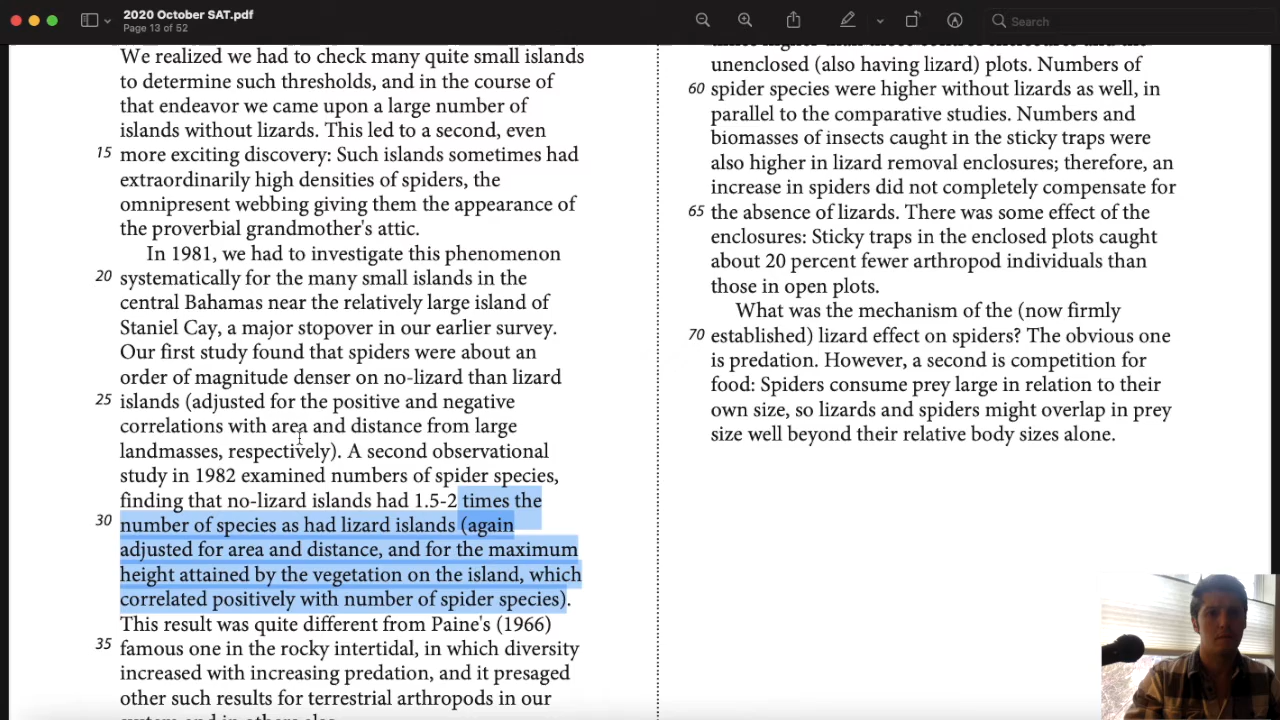 2020 October SAT.pdf
Page 13 of 52
Search
We realized we had to check many quite small islands
to determine such thresholds, and in the course of
that endeavor we came upon a large number of
islands without lizards. This led to a second, even
15 more exciting discovery: Such islands sometimes had
extraordinarily high densities of spiders, the
omnipresent webbing giving them the appearance of
the proverbial grandmother's attic.
In 1981, we had to investigate this phenomenon
20 systematically for the many small islands in the
central Bahamas near the relatively large island of
Staniel Cay, a major stopover in our earlier survey.
Our first study found that spiders were about an
order of magnitude denser on no-lizard than lizard
25 islands (adjusted for the positive and negative
correlations with area and distance from large
landmasses, respectively). A second observational
study in 1982 examined numbers of spider species,
finding that no-lizard islands had 1.5-2 times the
30 number of species as had lizard islands (again
adjusted for area and distance, and for the maximum
height attained by the vegetation on the island, which
correlated positively with number of spider species).
This result was quite different from Paine's (1966)
35 famous one in the rocky intertidal, in which diversity
increased with increasing predation, and it presaged
other such results for terrestrial arthropods in our
unenclosed (also having lizard) plots. Numbers of
60 spider species were higher without lizards as well, in
parallel to the comparative studies. Numbers and
biomasses of insects caught in the sticky traps were
also higher in lizard removal enclosures; therefore, an
increase in spiders did not completely compensate for
65 the absence of lizards. There was some effect of the
enclosures: Sticky traps in the enclosed plots caught
about 20 percent fewer arthropod individuals than
those in open plots.
What was the mechanism of the (now firmly
70 established) lizard effect on spiders? The obvious one
is predation. However, a second is competition for
food: Spiders consume prey large in relation to their
own size, so lizards and spiders might overlap in prey
size well beyond their relative body sizes alone.